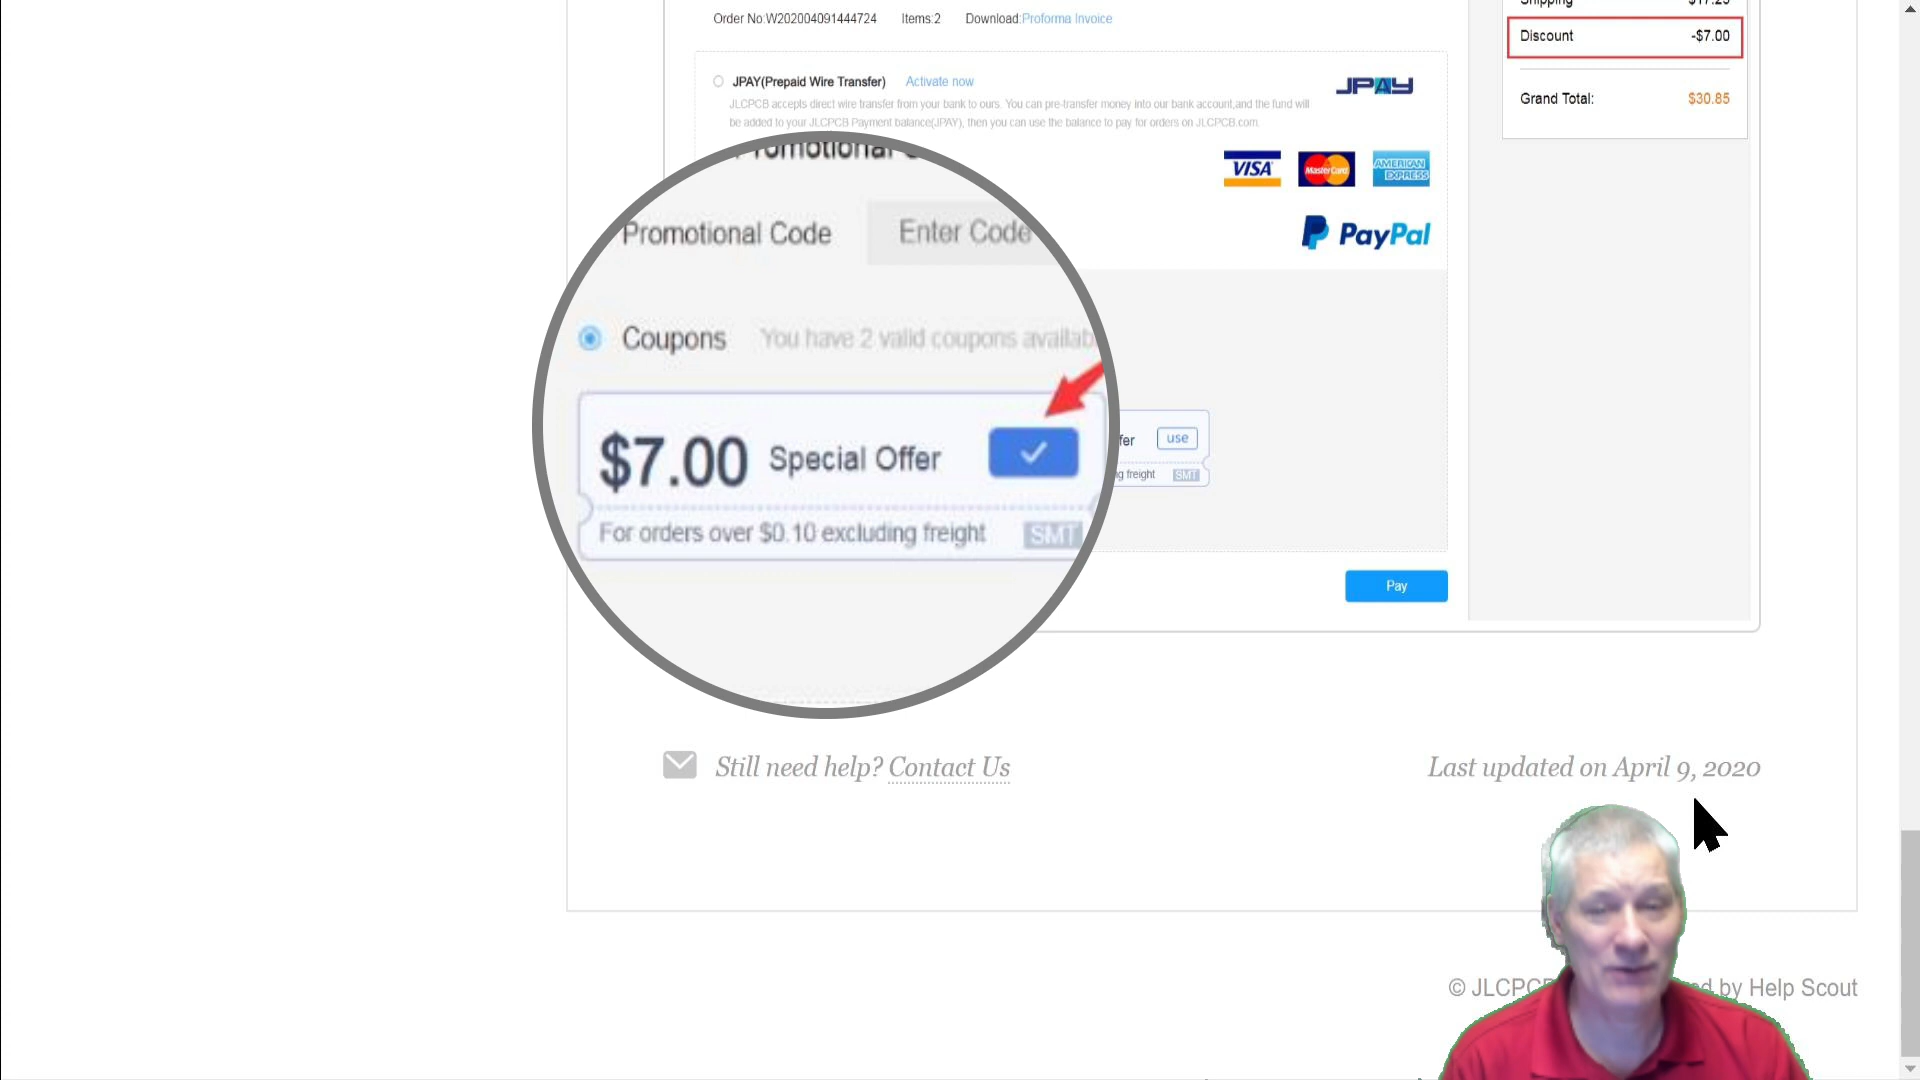 Shipping $17.25
Order No:W202004091444724 Items:2 Download:Proforma Invoice
Discount -$7.00
JPAY(Prepaid Wire Transfer) Activate now
JPAY
Grand Total: $30.85
JLCPCB accepts direct wire transfer from your bank to ours. You can pre-transfer money into our bank account,and the fund will
be added to your JLCPCB Payment balance(JPAY), then you can use the balance to pay for orders on JLCPCB.com.
Promotional
VISA MasterCard AMERICAN EXPRESS
Promotional Code Enter Code
PayPal
Coupons You have 2 valid coupons availab
$7.00 Special Offer
fer use
g freight SMT
For orders over $0.10 excluding freight SMT
Pay
Still need help? Contact Us
Last updated on April 9, 2020
© JLCPC by Help Scout